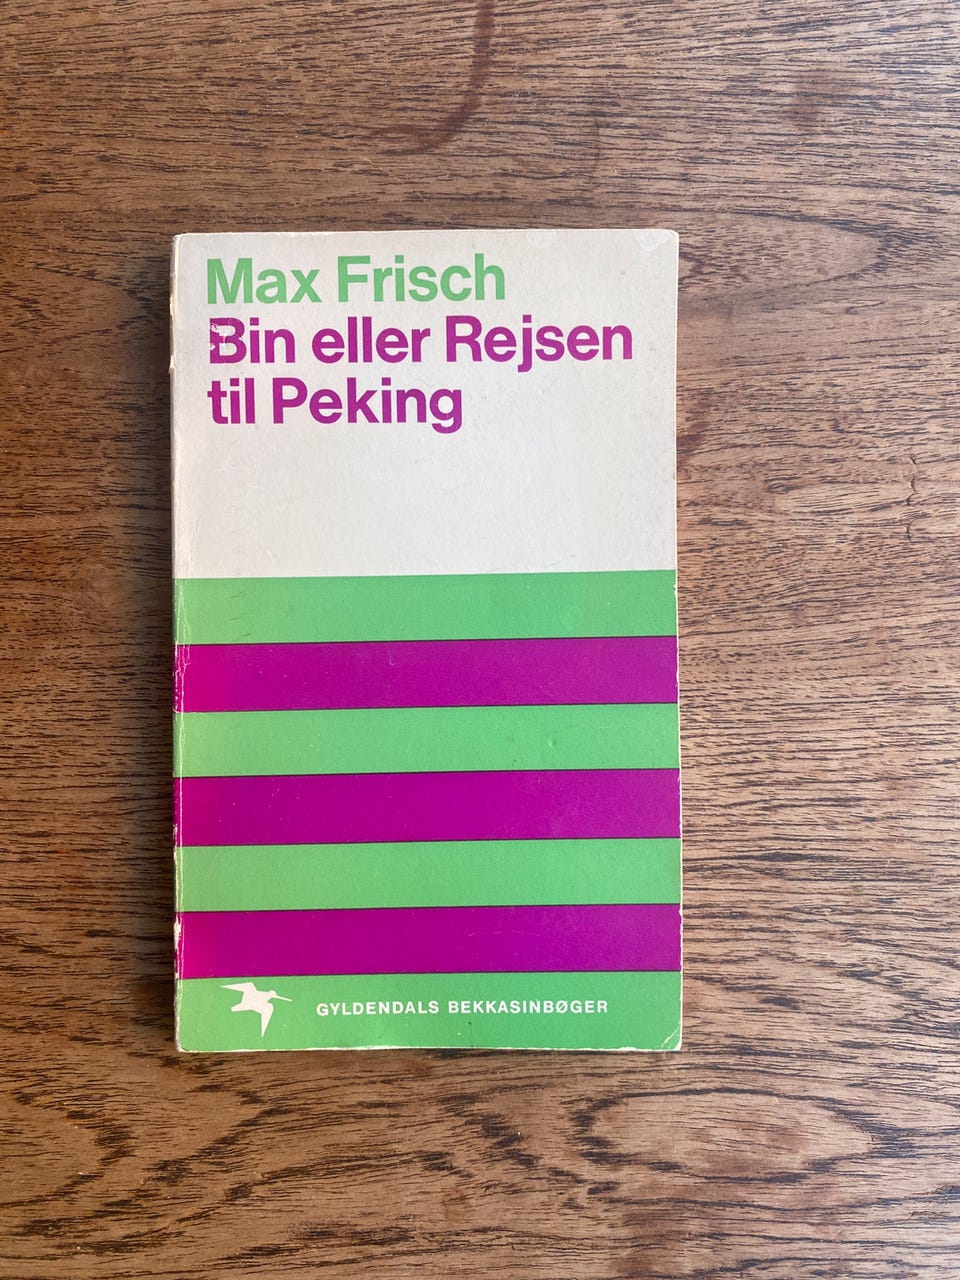 Max Frisch
Bin eller Rejsen
til Peking
GYLDENDALS BEKKASINBØGER